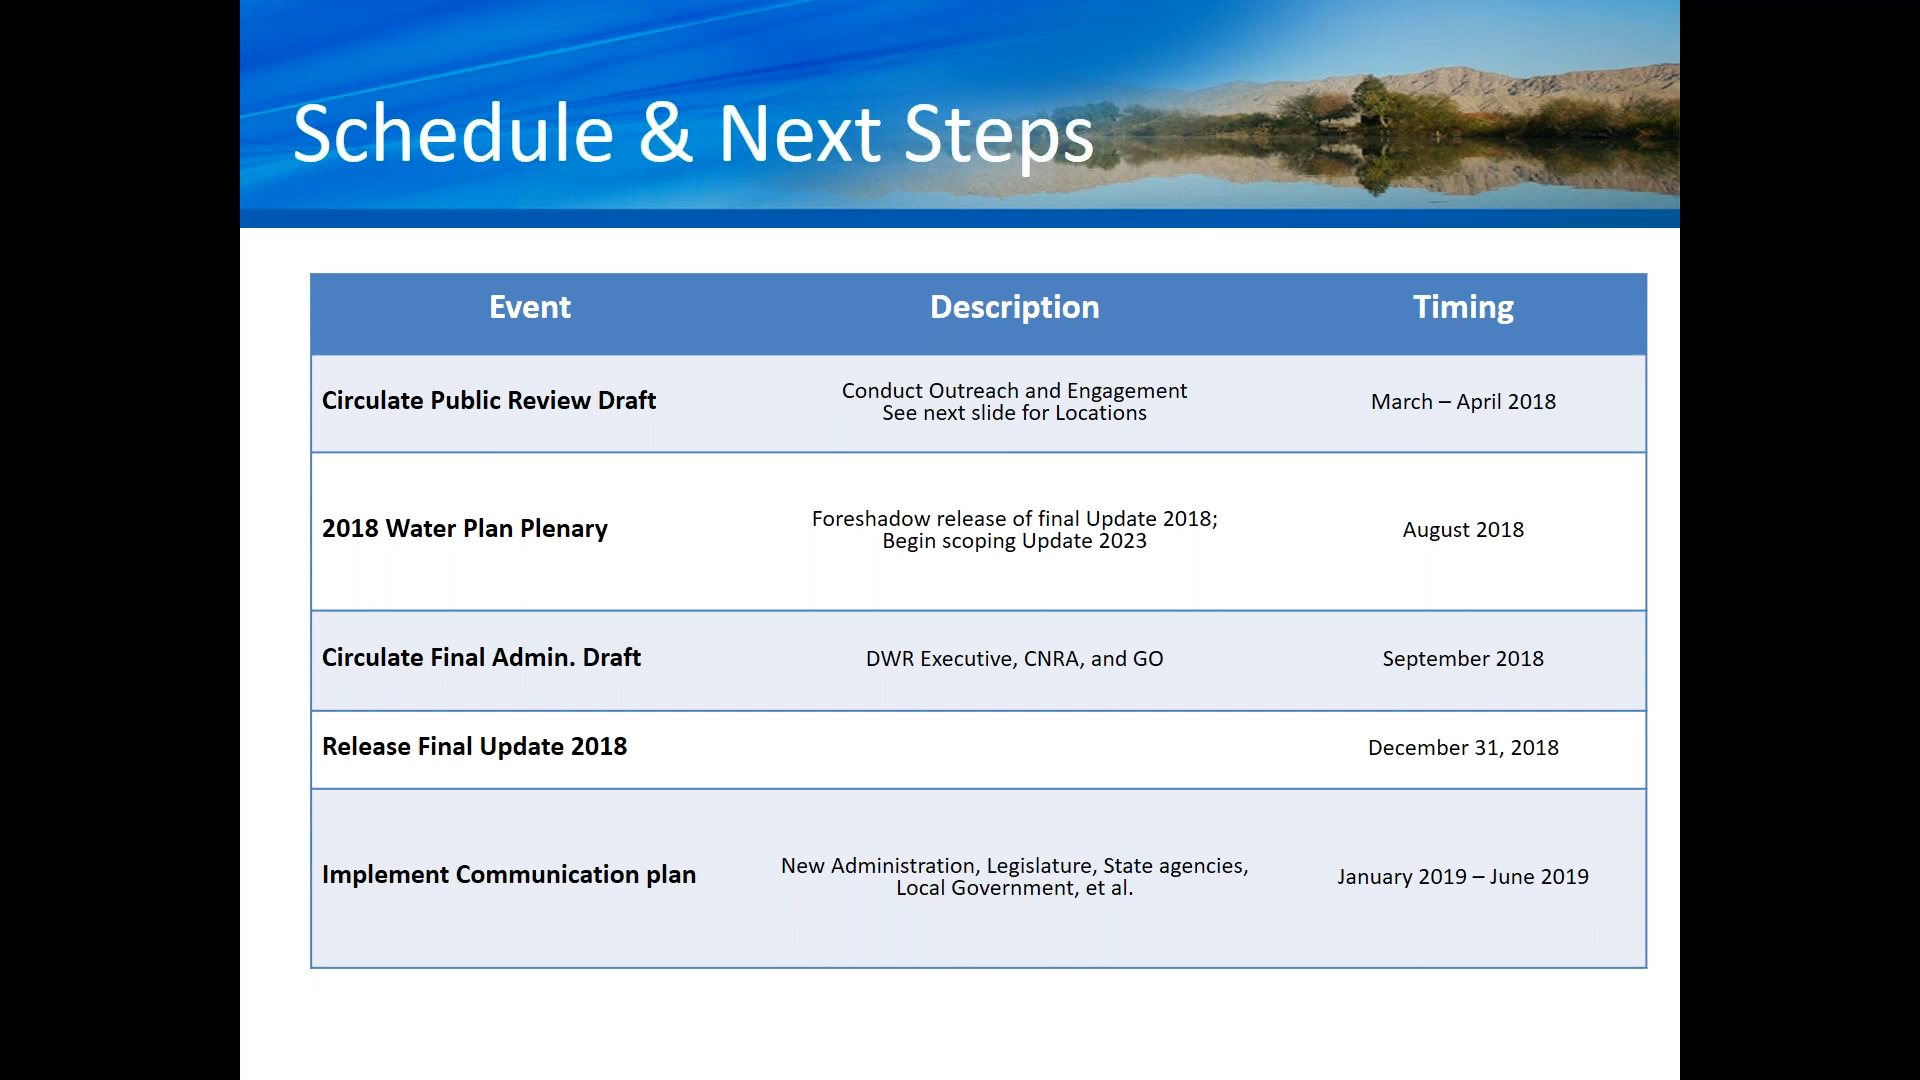 Schedule & Next Steps
Event Description Timing
Circulate Public Review Draft
Conduct Outreach and Engagement
See next slide for Locations
March – April 2018
2018 Water Plan Plenary
Foreshadow release of final Update 2018;
Begin scoping Update 2023
August 2018
Circulate Final Admin. Draft
DWR Executive, CNRA, and GO
September 2018
Release Final Update 2018
December 31, 2018
Implement Communication plan
New Administration, Legislature, State agencies,
Local Government, et al.
January 2019 – June 2019